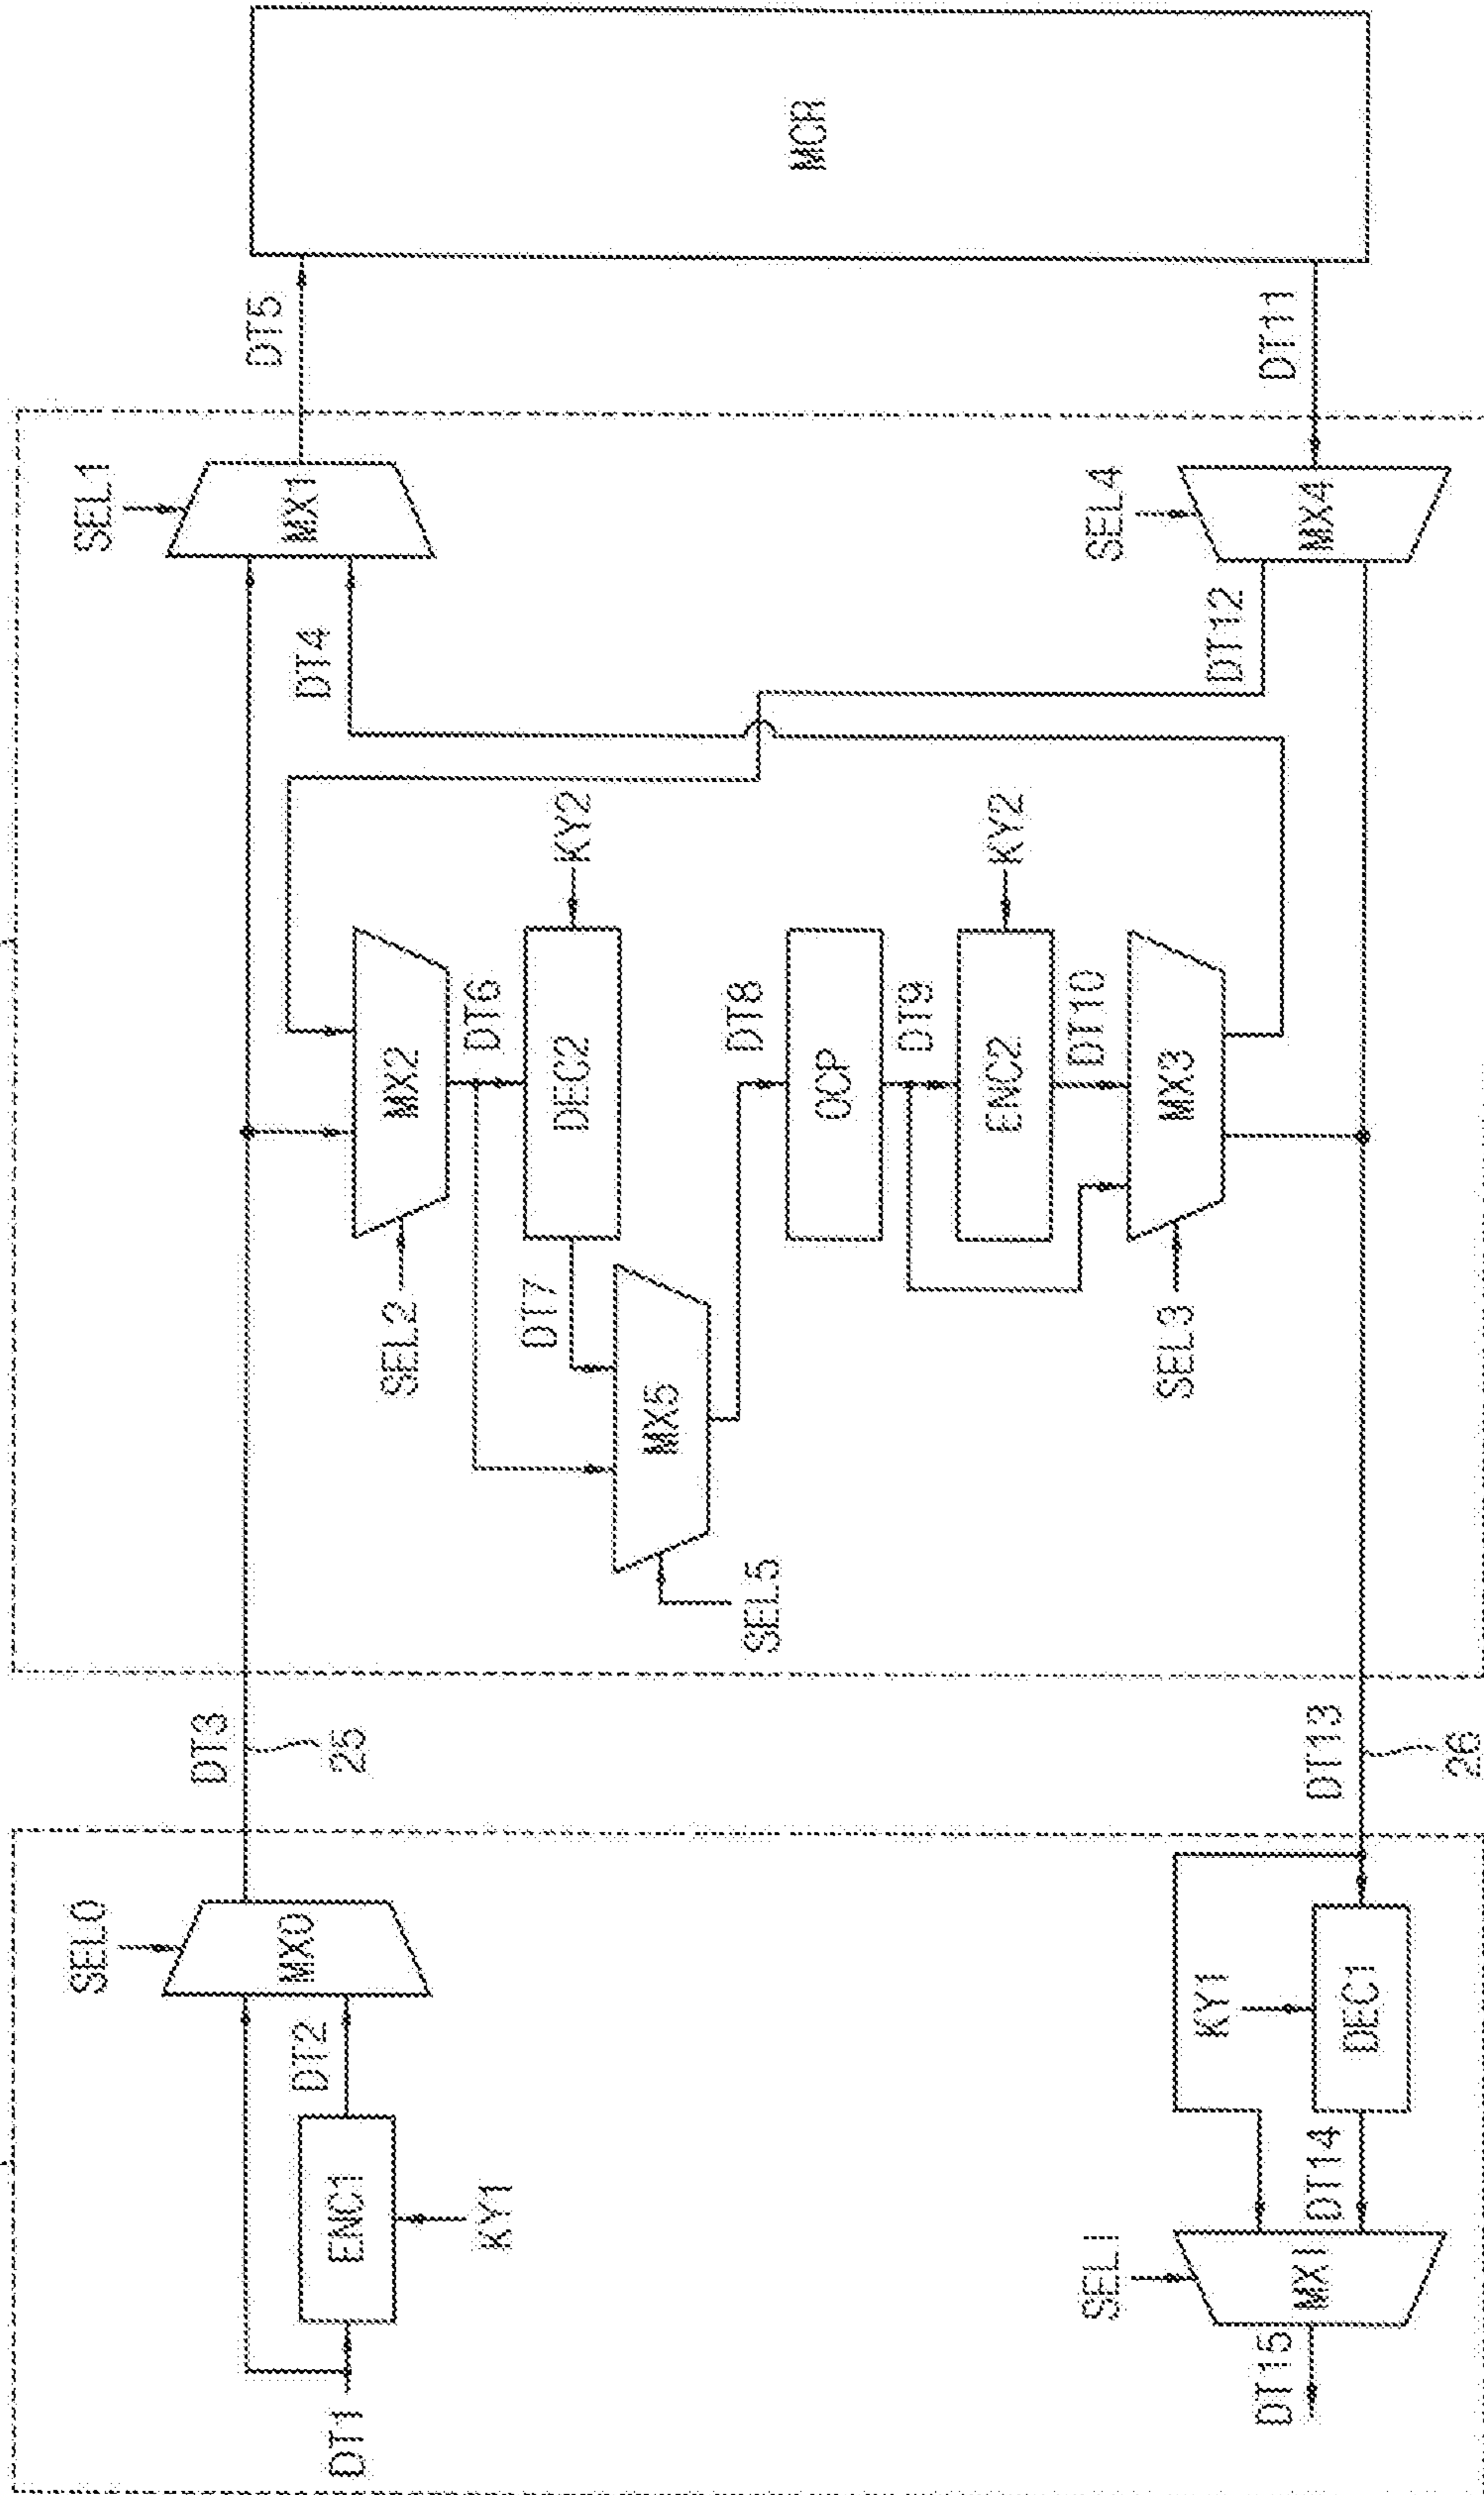 SEL0
MX0
DT1
ENC1
DT2
KY1
DT3
25
SEL1
MX1
DT4
DT5
MCR
SEL2
MX2
DT6
DEC2
KY2
DT7
MX5
SEL5
DT8
OCP
DT9
ENC2
KY2
DT10
MX3
SEL3
SEL4
MX4
DT11
DT12
DT13
26
KY1
DEC1
DT14
SELI
MXI
DT15